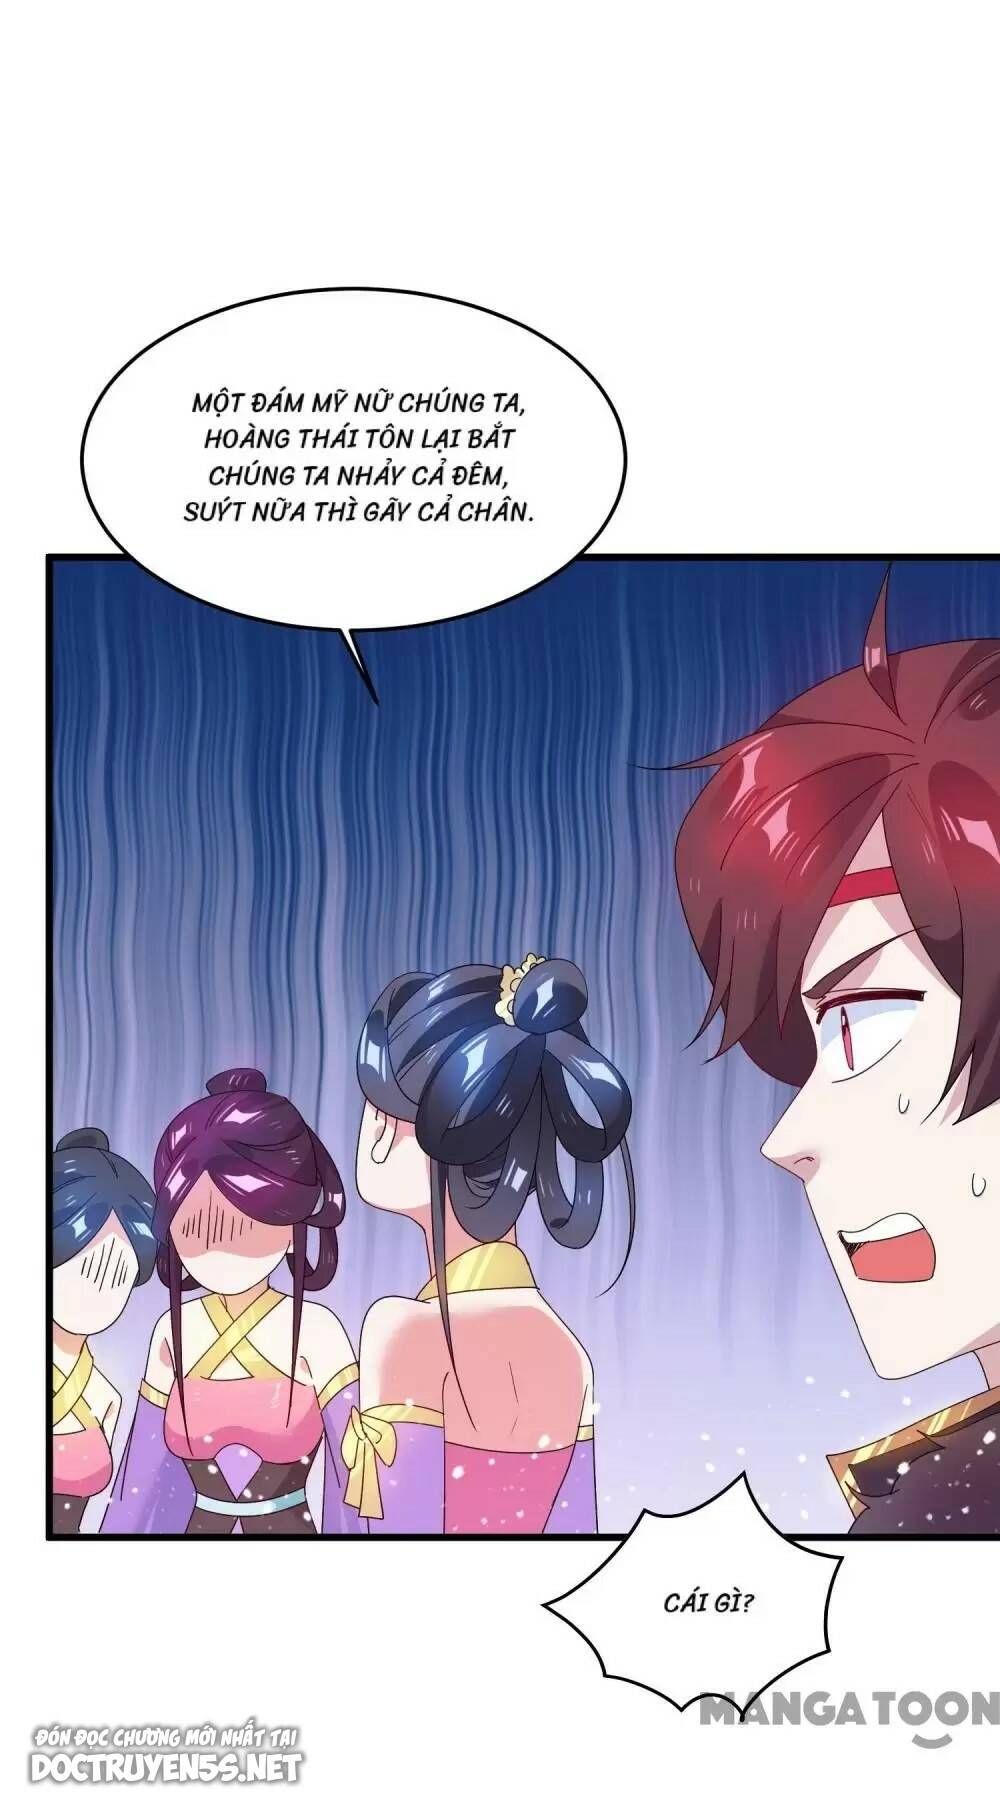 MỘT ĐÁM MỸ NỮ CHÚNG TA,
HOÀNG THÁI TÔN LẠI BẮT
CHÚNG TA NHẢY CẢ ĐÊM,
SUÝT NỮA THÌ GÃY CẢ CHÂN.
CÁI GÌ?
MANGATOON
ĐÓN ĐỌC CHƯƠNG MỚI NHẤT TẠI
DOCTRUYEN5S.NET